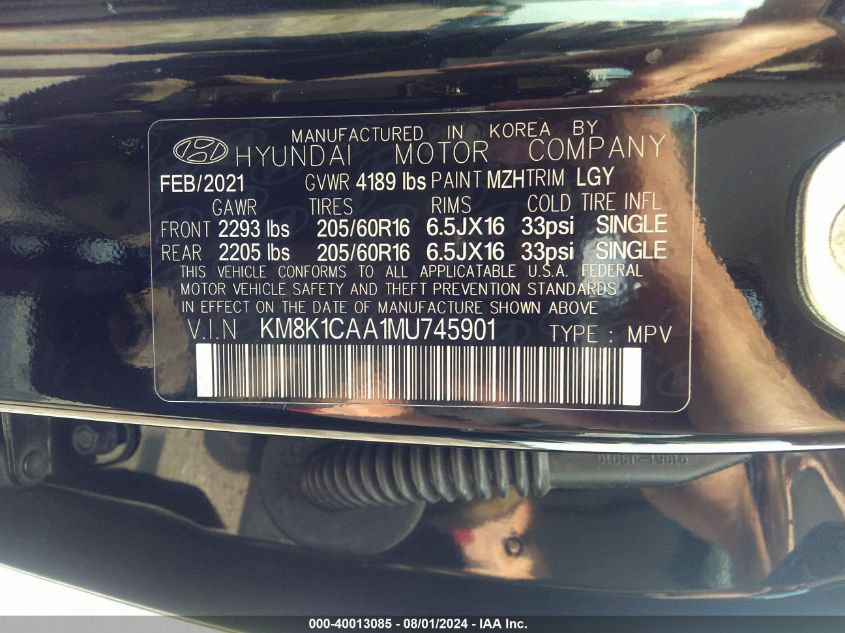 MANUFACTURED IN KOREA BY
HYUNDAI MOTOR COMPANY
FEB/2021 GVWR 4189 lbs PAINT MZH TRIM LGY
GAWR TIRES RIMS COLD TIRE INFL
FRONT 2293 lbs 205/60R16 6.5JX16 33psi SINGLE
REAR 2205 lbs 205/60R16 6.5JX16 33psi SINGLE
THIS VEHICLE CONFORMS TO ALL APPLICATABLE U.S.A. FEDERAL
MOTOR VEHICLE SAFETY AND THEFT PREVENTION STANDARDS
IN EFFECT ON THE DATE OF MANUFACTURE SHOWN ABOVE
V.I.N KM8K1CAA1MU745901 TYPE : MPV
000-40013085 - 08/01/2024 - IAA Inc.